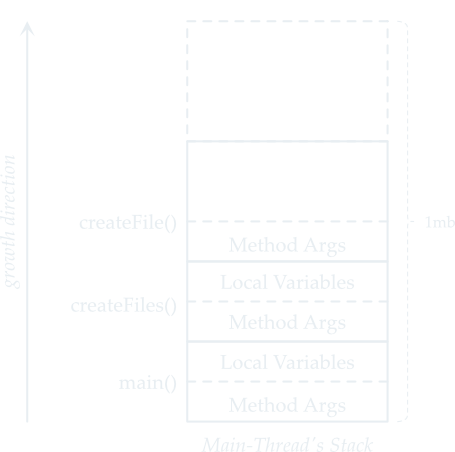 createFile()
growth direction
1mb
Method Args
Local Variables
createFiles()
Method Args
Local Variables
main()
Method Args
Main-Thread's Stack